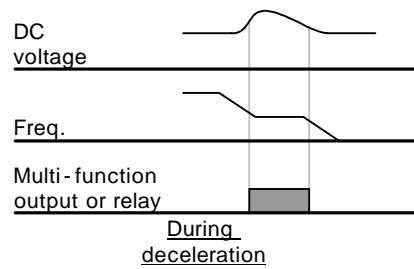 DC
voltage
Freq.
Multi-function
output or relay
During
deceleration